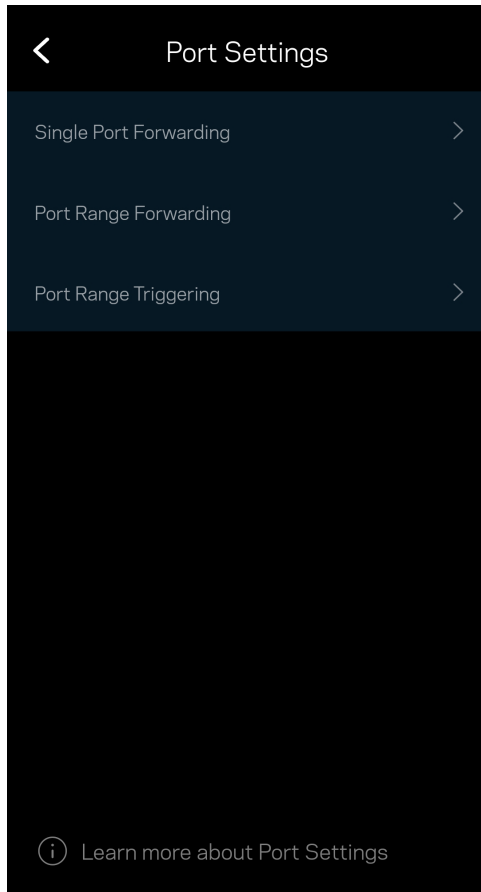 Port Settings
Single Port Forwarding
Port Range Forwarding
Port Range Triggering
Learn more about Port Settings